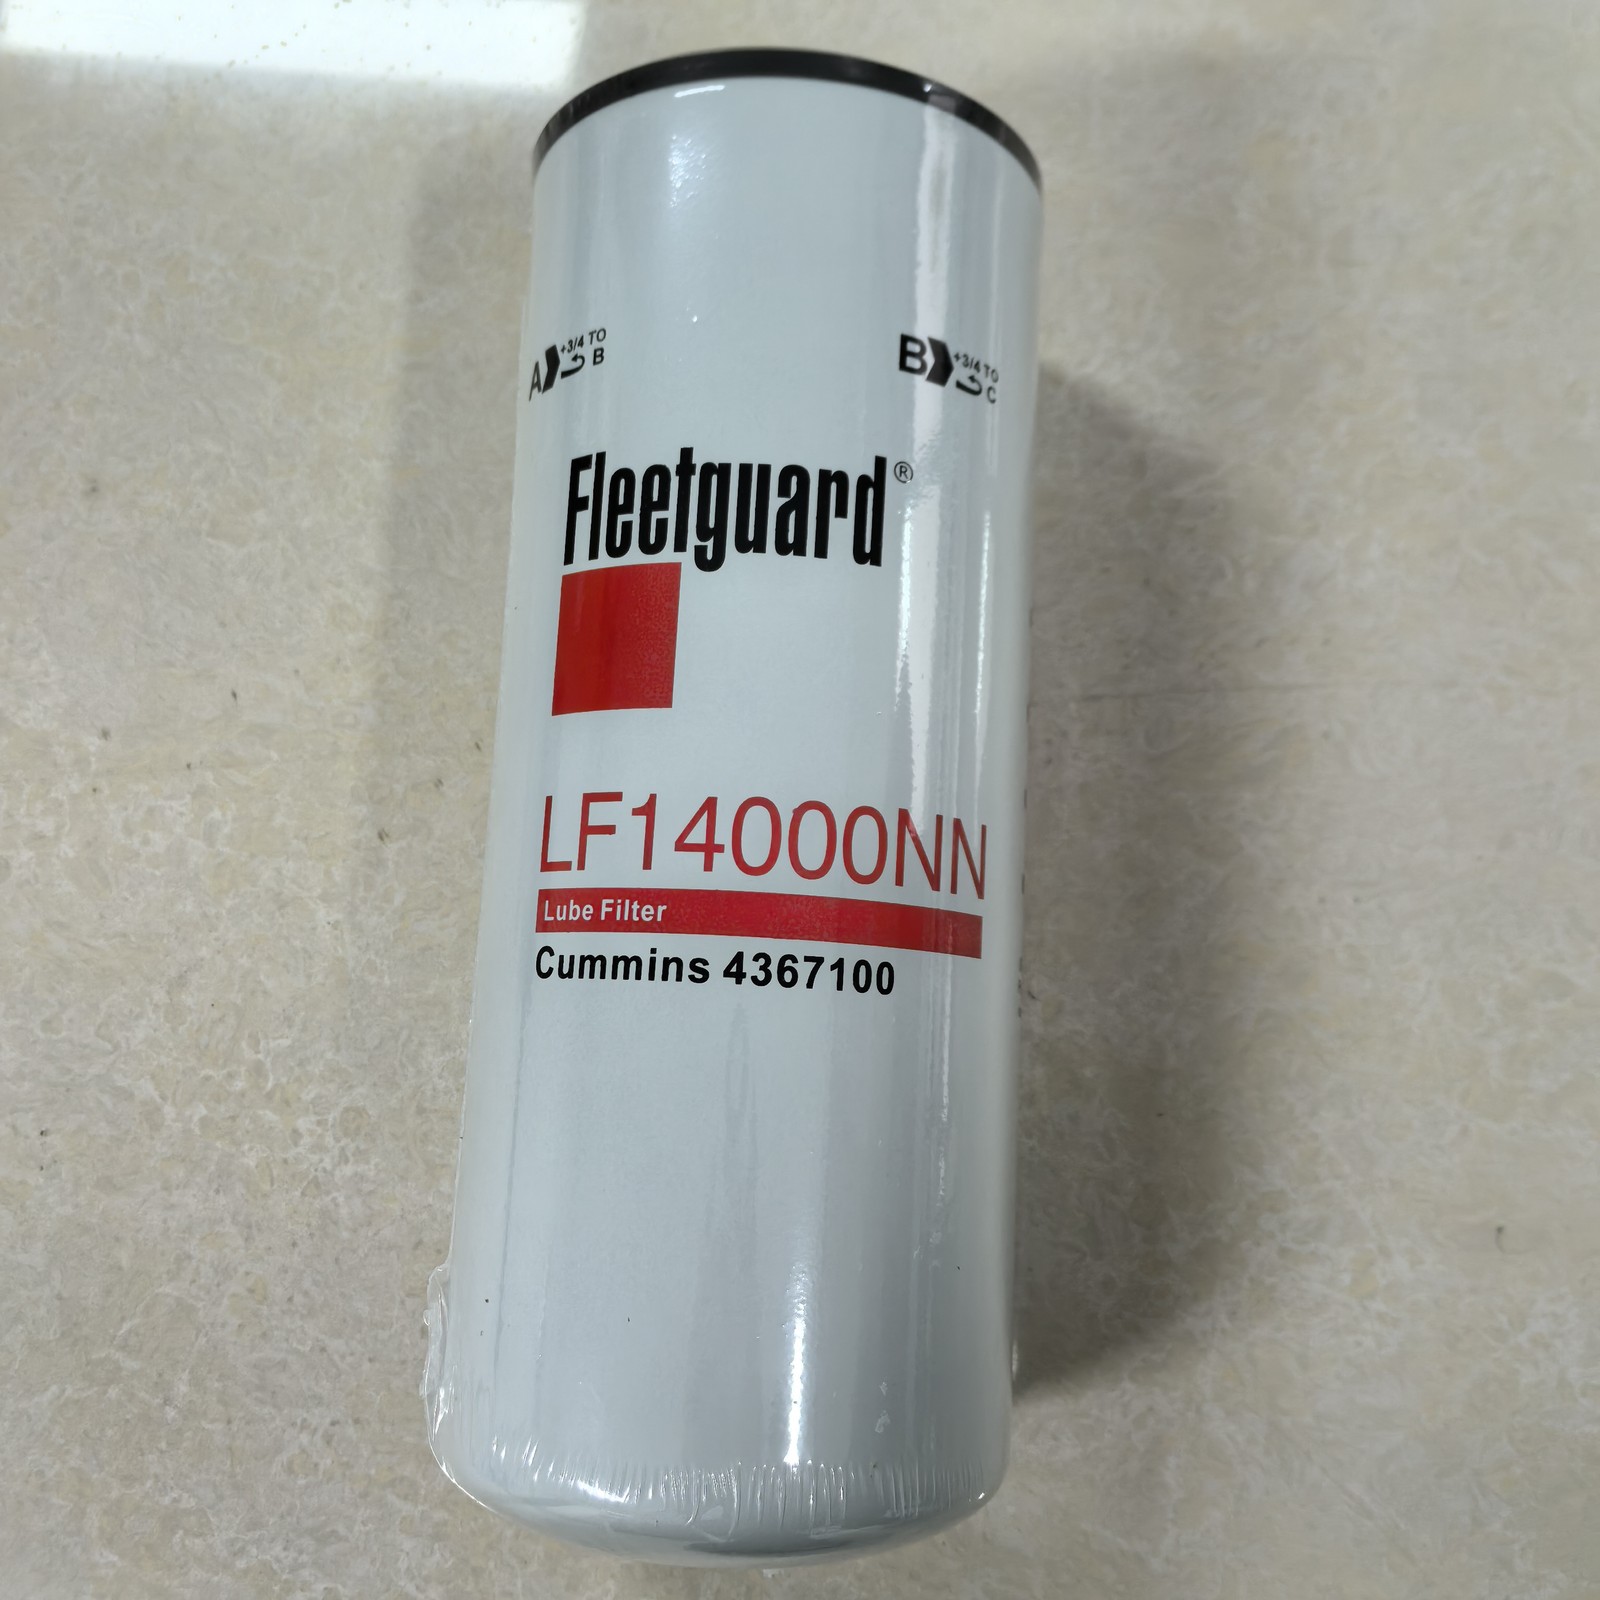 A +3/4 TO B
B +3/4 TO C
Fleetguard®
LF14000NN
Lube Filter
Cummins 4367100